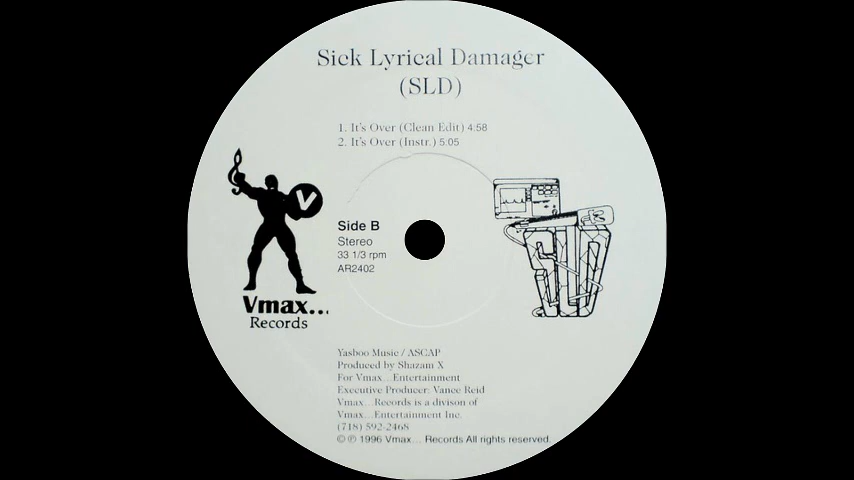 Sick Lyrical Damager
(SLD)
1. It's Over (Clean Edit) 4:58
2. It's Over (Instr.) 5:05
V
Side B
Stereo
33 1/3 rpm
AR2402
Vmax...
Records
Yasboo Music / ASCAP
Produced by Shazam X
For Vmax...Entertainment
Executive Producer: Vance Reid
Vmax...Records is a divison of
Vmax...Entertainment Inc.
(718) 592-2468
© ℗ 1996 Vmax... Records All rights reserved.